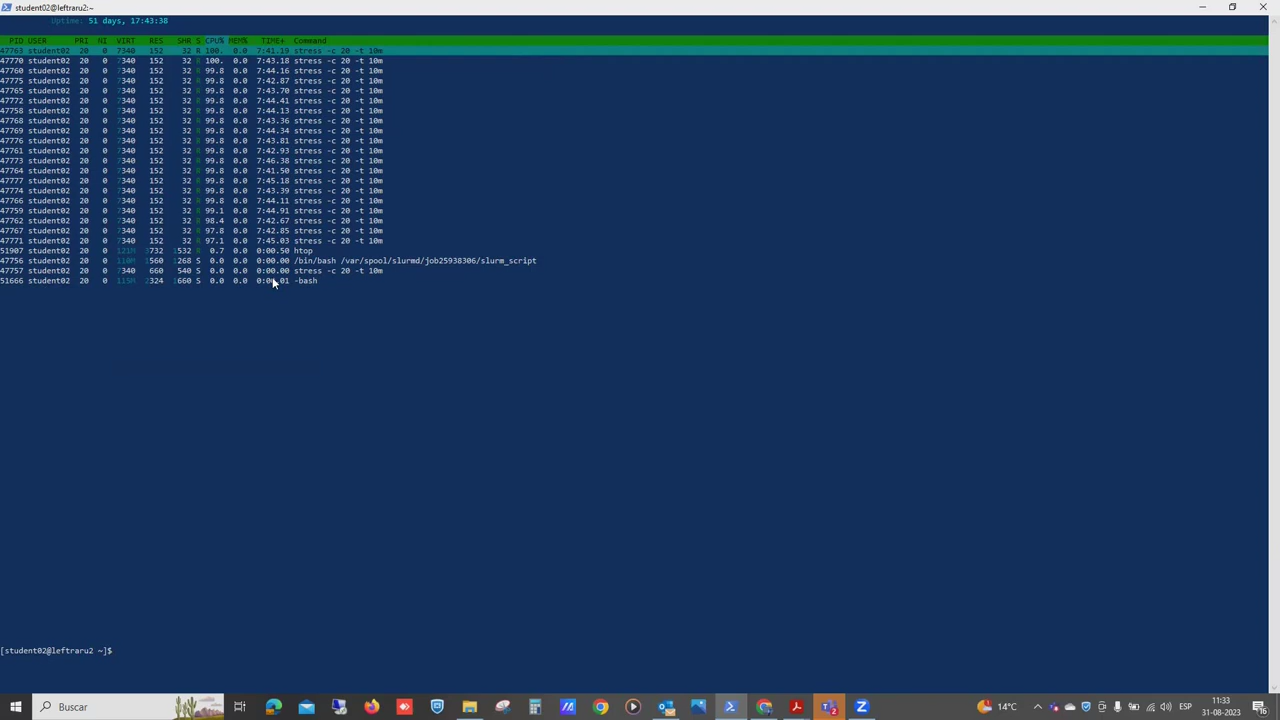 student02@leftraru2:~
Uptime: 51 days, 17:43:38
PID USER PRI NI VIRT RES SHR S CPU% MEM% TIME+ Command
47763 student02 20 0 7340 152 32 R 100. 0.0 7:41.19 stress -c 20 -t 10m
47770 student02 20 0 7340 152 32 R 100. 0.0 7:43.18 stress -c 20 -t 10m
47760 student02 20 0 7340 152 32 R 99.8 0.0 7:44.16 stress -c 20 -t 10m
47775 student02 20 0 7340 152 32 R 99.8 0.0 7:42.87 stress -c 20 -t 10m
47765 student02 20 0 7340 152 32 R 99.8 0.0 7:43.70 stress -c 20 -t 10m
47772 student02 20 0 7340 152 32 R 99.8 0.0 7:44.41 stress -c 20 -t 10m
47758 student02 20 0 7340 152 32 R 99.8 0.0 7:44.13 stress -c 20 -t 10m
47768 student02 20 0 7340 152 32 R 99.8 0.0 7:43.36 stress -c 20 -t 10m
47769 student02 20 0 7340 152 32 R 99.8 0.0 7:44.34 stress -c 20 -t 10m
47776 student02 20 0 7340 152 32 R 99.8 0.0 7:43.81 stress -c 20 -t 10m
47761 student02 20 0 7340 152 32 R 99.8 0.0 7:42.93 stress -c 20 -t 10m
47773 student02 20 0 7340 152 32 R 99.8 0.0 7:46.38 stress -c 20 -t 10m
47764 student02 20 0 7340 152 32 R 99.8 0.0 7:41.50 stress -c 20 -t 10m
47777 student02 20 0 7340 152 32 R 99.8 0.0 7:45.18 stress -c 20 -t 10m
47774 student02 20 0 7340 152 32 R 99.8 0.0 7:43.39 stress -c 20 -t 10m
47766 student02 20 0 7340 152 32 R 99.8 0.0 7:44.11 stress -c 20 -t 10m
47759 student02 20 0 7340 152 32 R 99.1 0.0 7:44.91 stress -c 20 -t 10m
47762 student02 20 0 7340 152 32 R 98.4 0.0 7:42.67 stress -c 20 -t 10m
47767 student02 20 0 7340 152 32 R 97.8 0.0 7:42.85 stress -c 20 -t 10m
47771 student02 20 0 7340 152 32 R 97.1 0.0 7:45.03 stress -c 20 -t 10m
51907 student02 20 0 121M 3732 1532 R 0.7 0.0 0:00.50 htop
47756 student02 20 0 110M 1560 1268 S 0.0 0.0 0:00.00 /bin/bash /var/spool/slurmd/job25938306/slurm_script
47757 student02 20 0 7340 660 540 S 0.0 0.0 0:00.00 stress -c 20 -t 10m
51666 student02 20 0 115M 2324 1660 S 0.0 0.0 -bash
[student02@leftraru2 ~]$
Buscar
14°C
ESP
11:33
31-08-2023